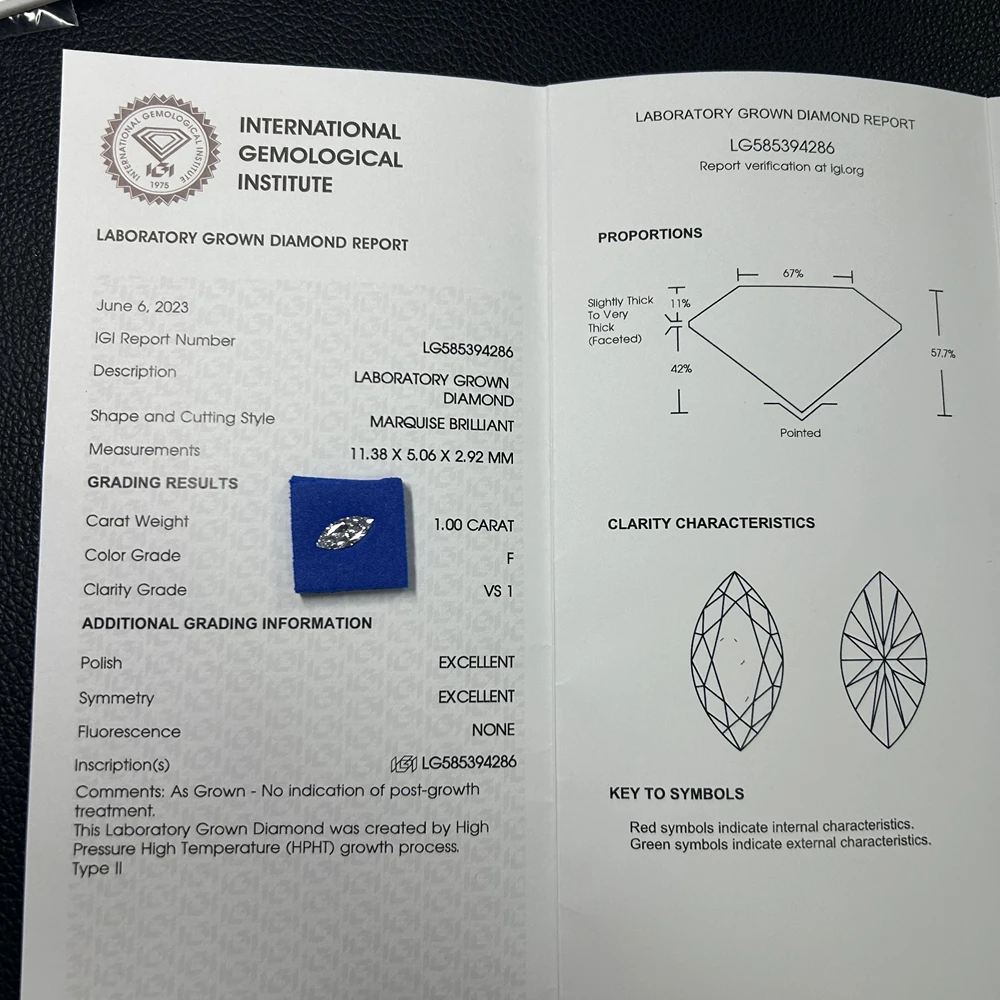 INTERNATIONAL GEMOLOGICAL INSTITUTE
IGI
1975
INTERNATIONAL
GEMOLOGICAL
INSTITUTE
LABORATORY GROWN DIAMOND REPORT
June 6, 2023
IGI Report Number LG585394286
Description LABORATORY GROWN
DIAMOND
Shape and Cutting Style MARQUISE BRILLIANT
Measurements 11.38 X 5.06 X 2.92 MM
GRADING RESULTS
Carat Weight 1.00 CARAT
Color Grade F
Clarity Grade VS 1
ADDITIONAL GRADING INFORMATION
Polish EXCELLENT
Symmetry EXCELLENT
Fluorescence NONE
Inscription(s) IGI LG585394286
Comments: As Grown - No indication of post-growth
treatment.
This Laboratory Grown Diamond was created by High
Pressure High Temperature (HPHT) growth process.
Type II
LABORATORY GROWN DIAMOND REPORT
LG585394286
Report verification at igi.org
PROPORTIONS
67%
Slightly Thick
To Very
Thick
(Faceted)
11%
42%
57.7%
Pointed
CLARITY CHARACTERISTICS
KEY TO SYMBOLS
Red symbols indicate internal characteristics.
Green symbols indicate external characteristics.